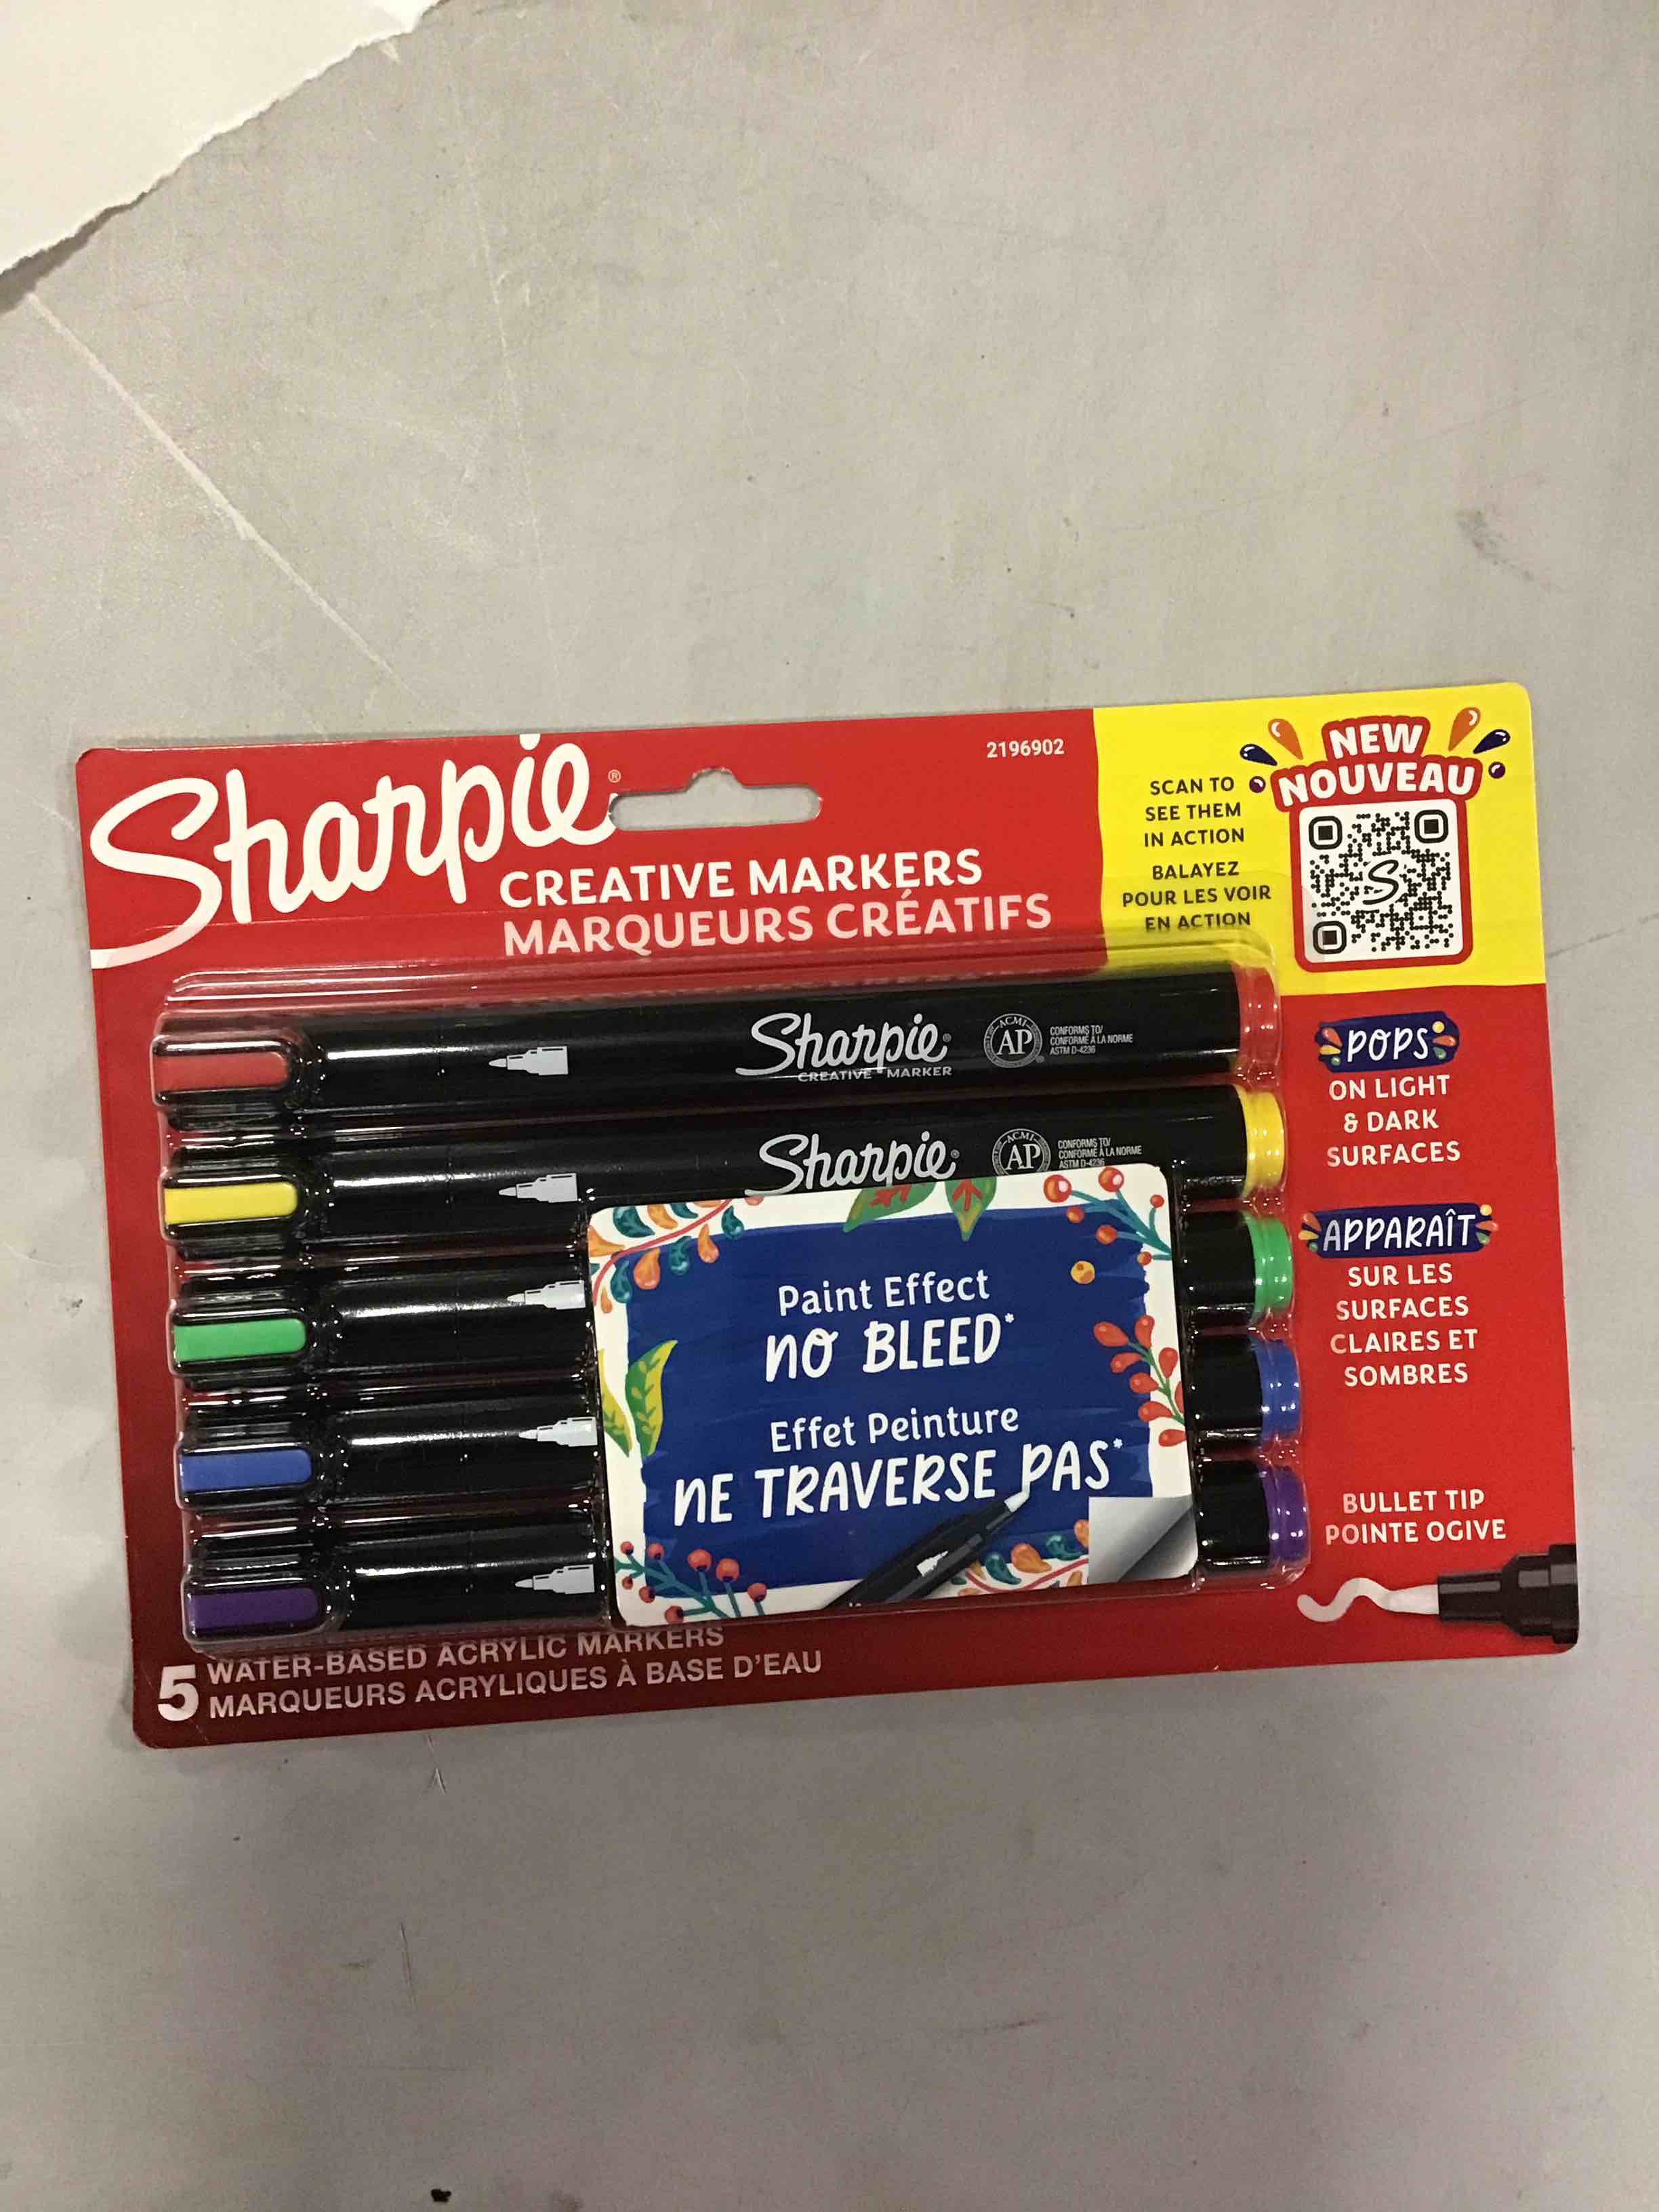 Sharpie®
2196902
CREATIVE MARKERS
MARQUEURS CRÉATIFS
SCAN TO
SEE THEM
IN ACTION
BALAYEZ
POUR LES VOIR
EN ACTION
NEW
NOUVEAU
S
Sharpie®
CREATIVE MARKER
ACMI
AP
CONFORMS TO/
CONFORME À LA NORME
ASTM D-4236
Sharpie®
ACMI
AP
CONFORMS TO/
CONFORME À LA NORME
ASTM D-4236
Paint Effect
NO BLEED*
Effet Peinture
NE TRAVERSE PAS*
POPS
ON LIGHT
& DARK
SURFACES
APPARAÎT
SUR LES
SURFACES
CLAIRES ET
SOMBRES
BULLET TIP
POINTE OGIVE
5 WATER-BASED ACRYLIC MARKERS
MARQUEURS ACRYLIQUES À BASE D'EAU